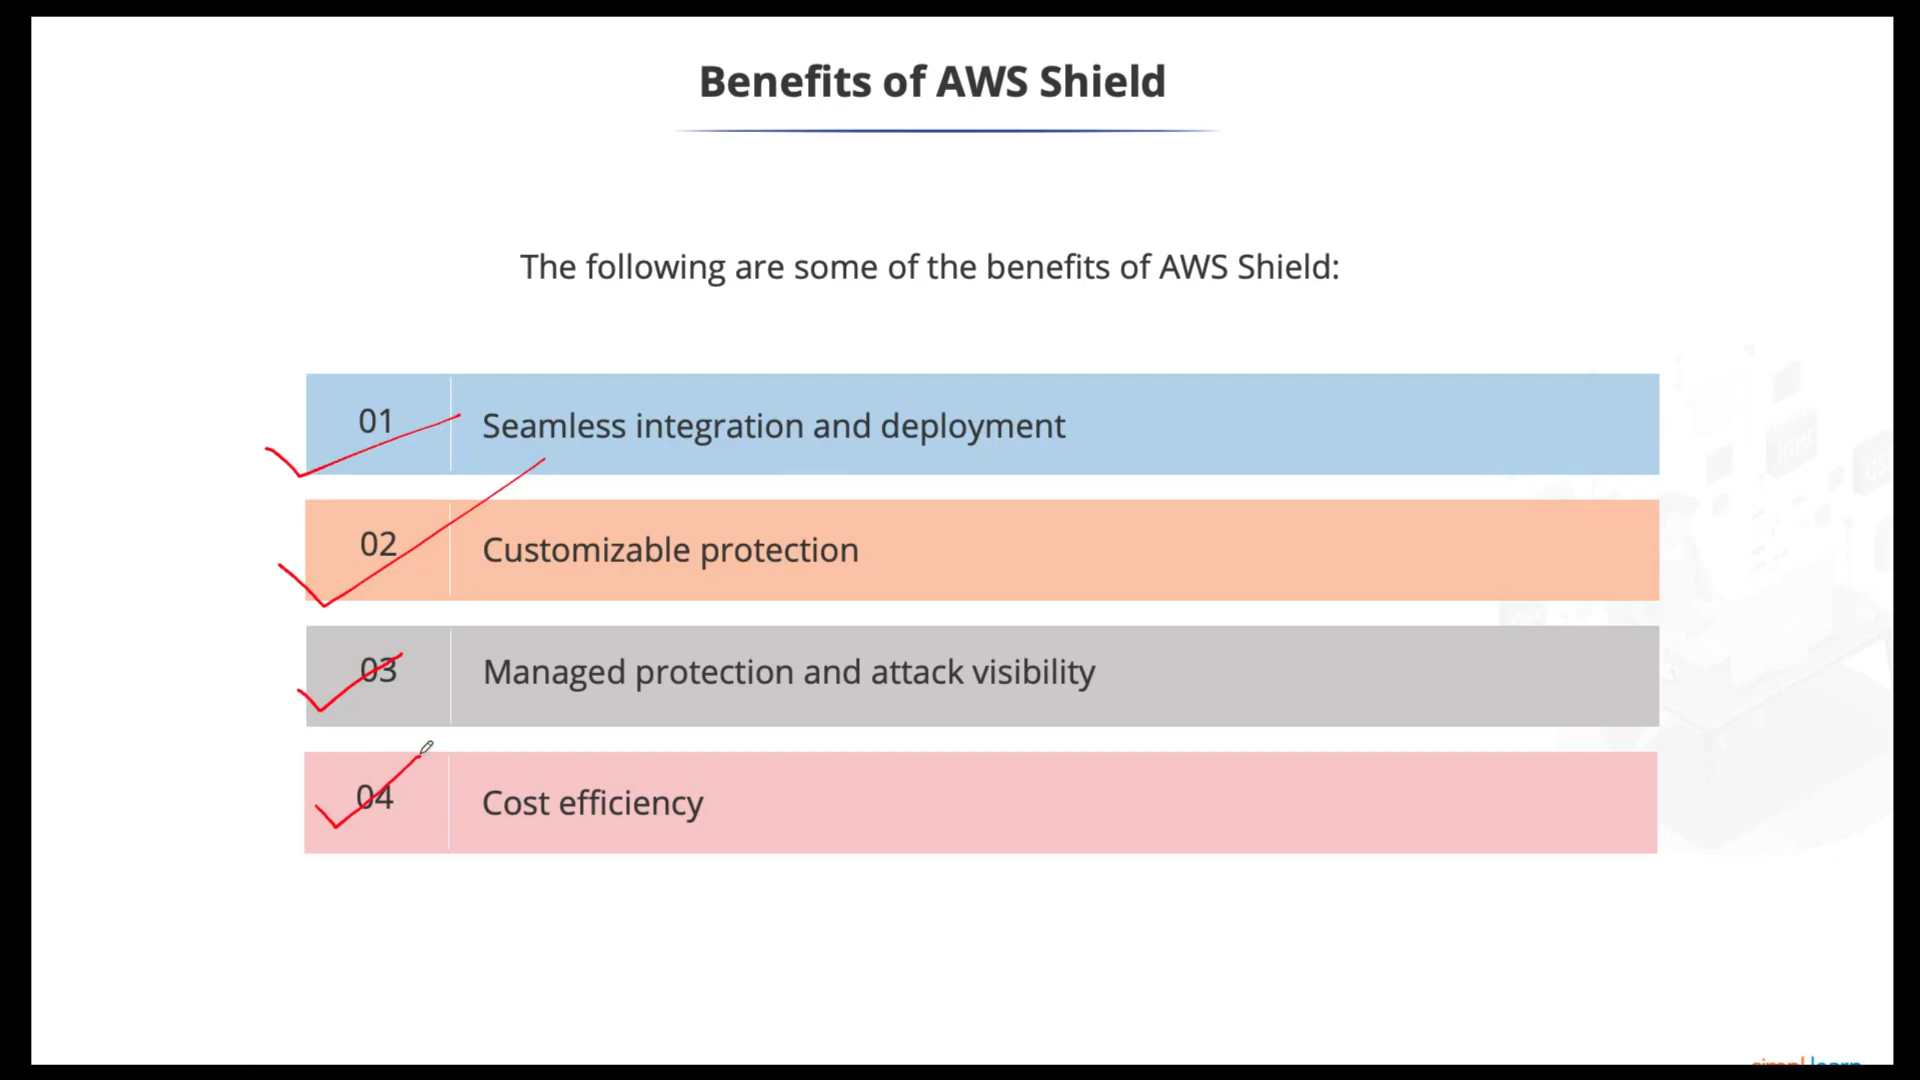 Benefits of AWS Shield
The following are some of the benefits of AWS Shield:
01 Seamless integration and deployment
02 Customizable protection
03 Managed protection and attack visibility
04 Cost efficiency
HTML